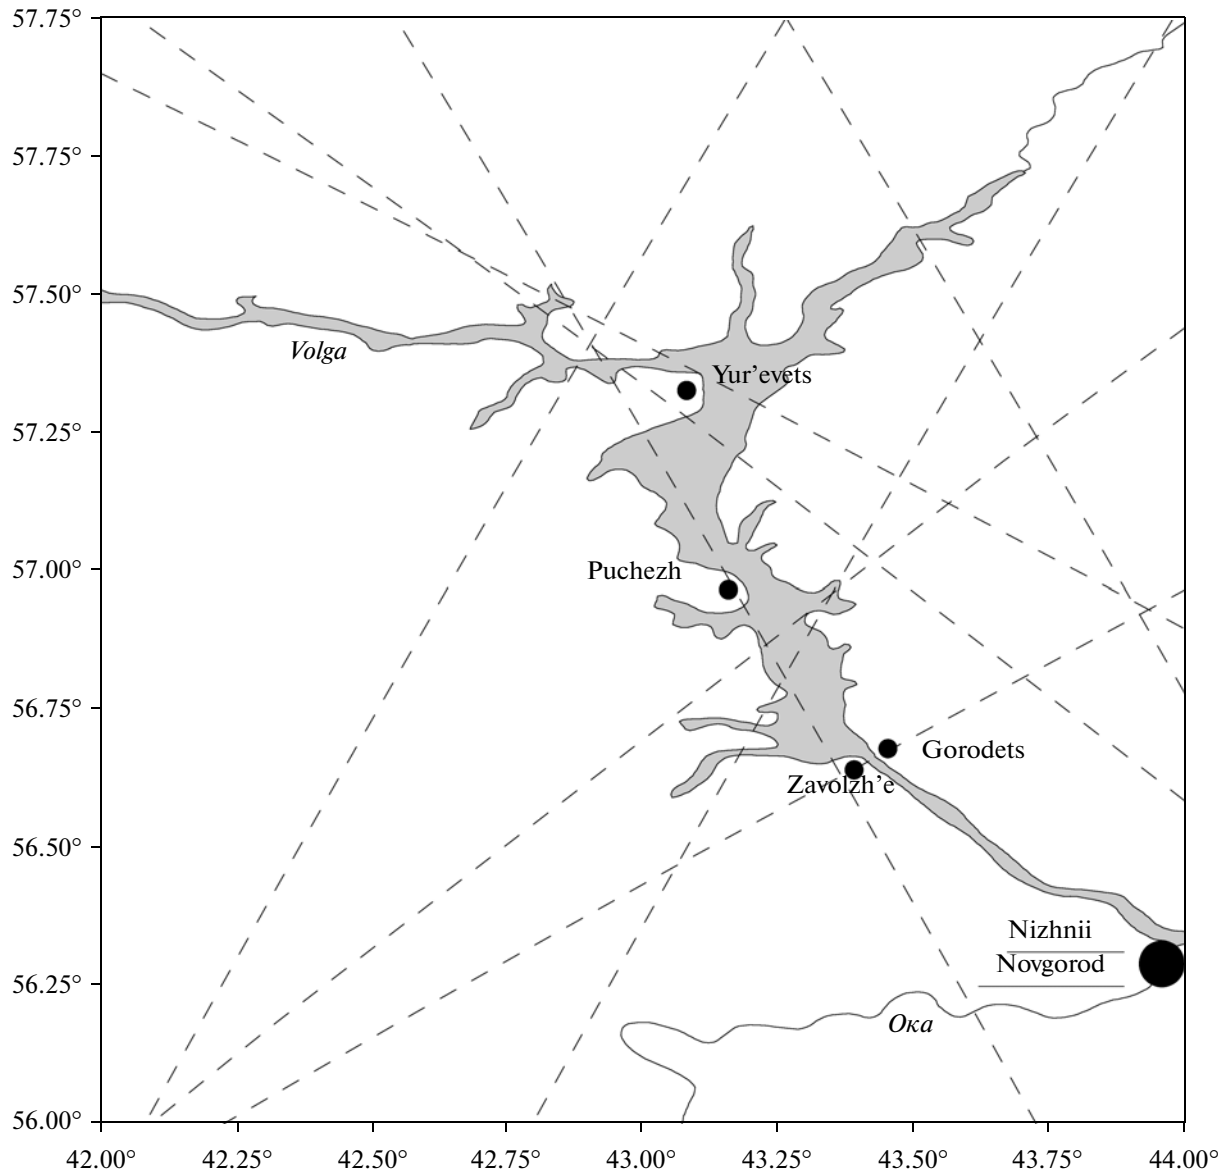 57.75°
57.75°
57.50°
Volga
Yur’evets
57.25°
57.00°
Puchezh
56.75°
Gorodets
Zavolzh’e
56.50°
Nizhnii
Novgorod
56.25°
Ока
56.00°
42.00° 42.25° 42.50° 42.75° 43.00° 43.25° 43.50° 43.75° 44.00°